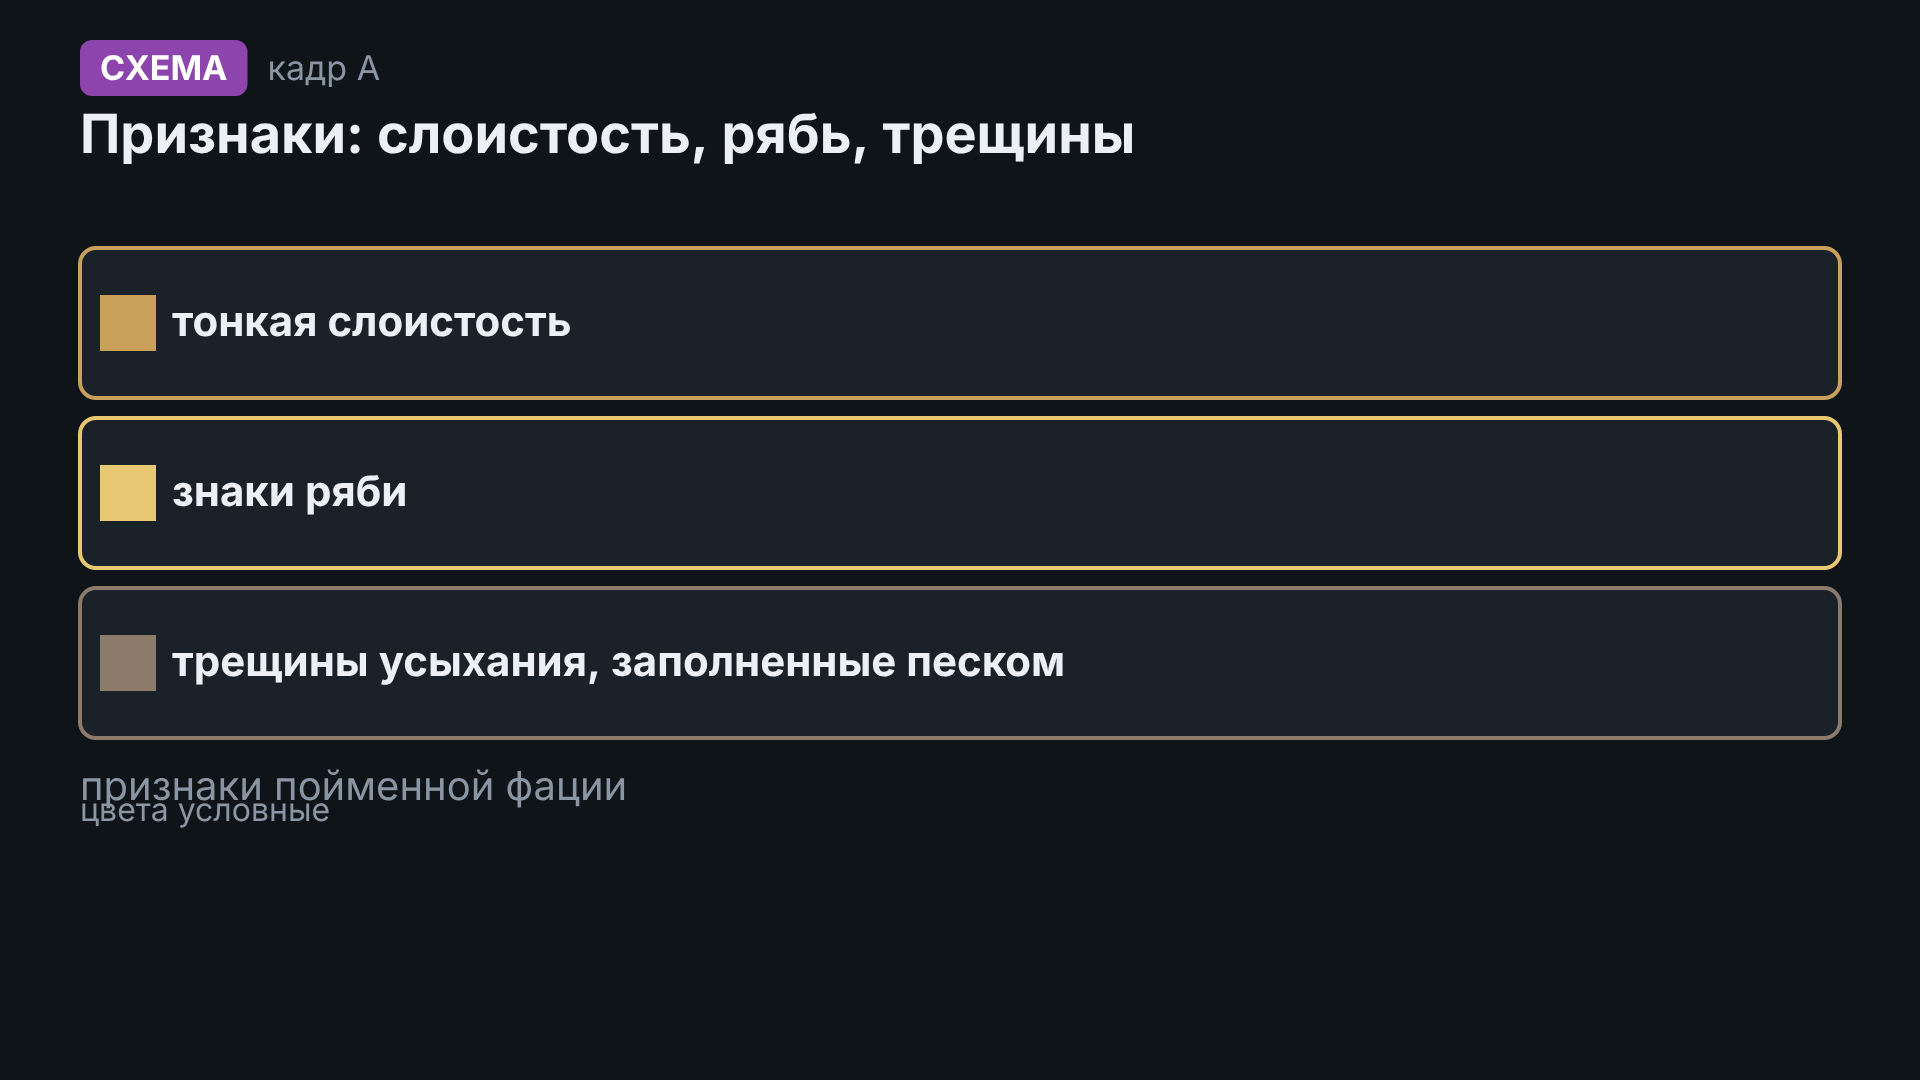 СХЕМА кадр A
Признаки: слоистость, рябь, трещины
тонкая слоистость
знаки ряби
трещины усыхания, заполненные песком
признаки пойменной фации
цвета условные